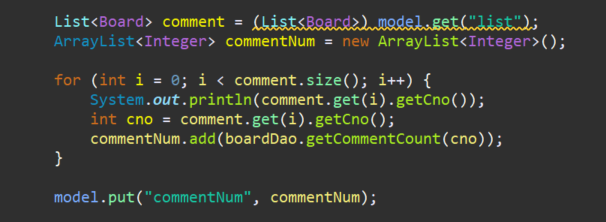 List<Board> comment = (List<Board>) model.get("list");
ArrayList<Integer> commentNum = new ArrayList<Integer>();
for (int i = 0; i < comment.size(); i++) {
System.out.println(comment.get(i).getCno());
int cno = comment.get(i).getCno();
commentNum.add(boardDao.getCommentCount(cno));
}
model.put("commentNum", commentNum);